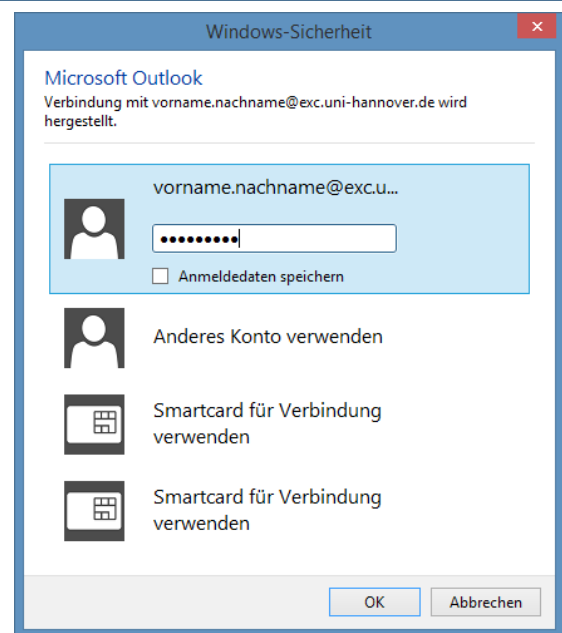 Windows-Sicherheit
Microsoft Outlook
Verbindung mit vorname.nachname@exc.uni-hannover.de wird
hergestellt.
vorname.nachname@exc.u...
●●●●●●●●●
Anmeldedaten speichern
Anderes Konto verwenden
Smartcard für Verbindung
verwenden
Smartcard für Verbindung
verwenden
OK
Abbrechen